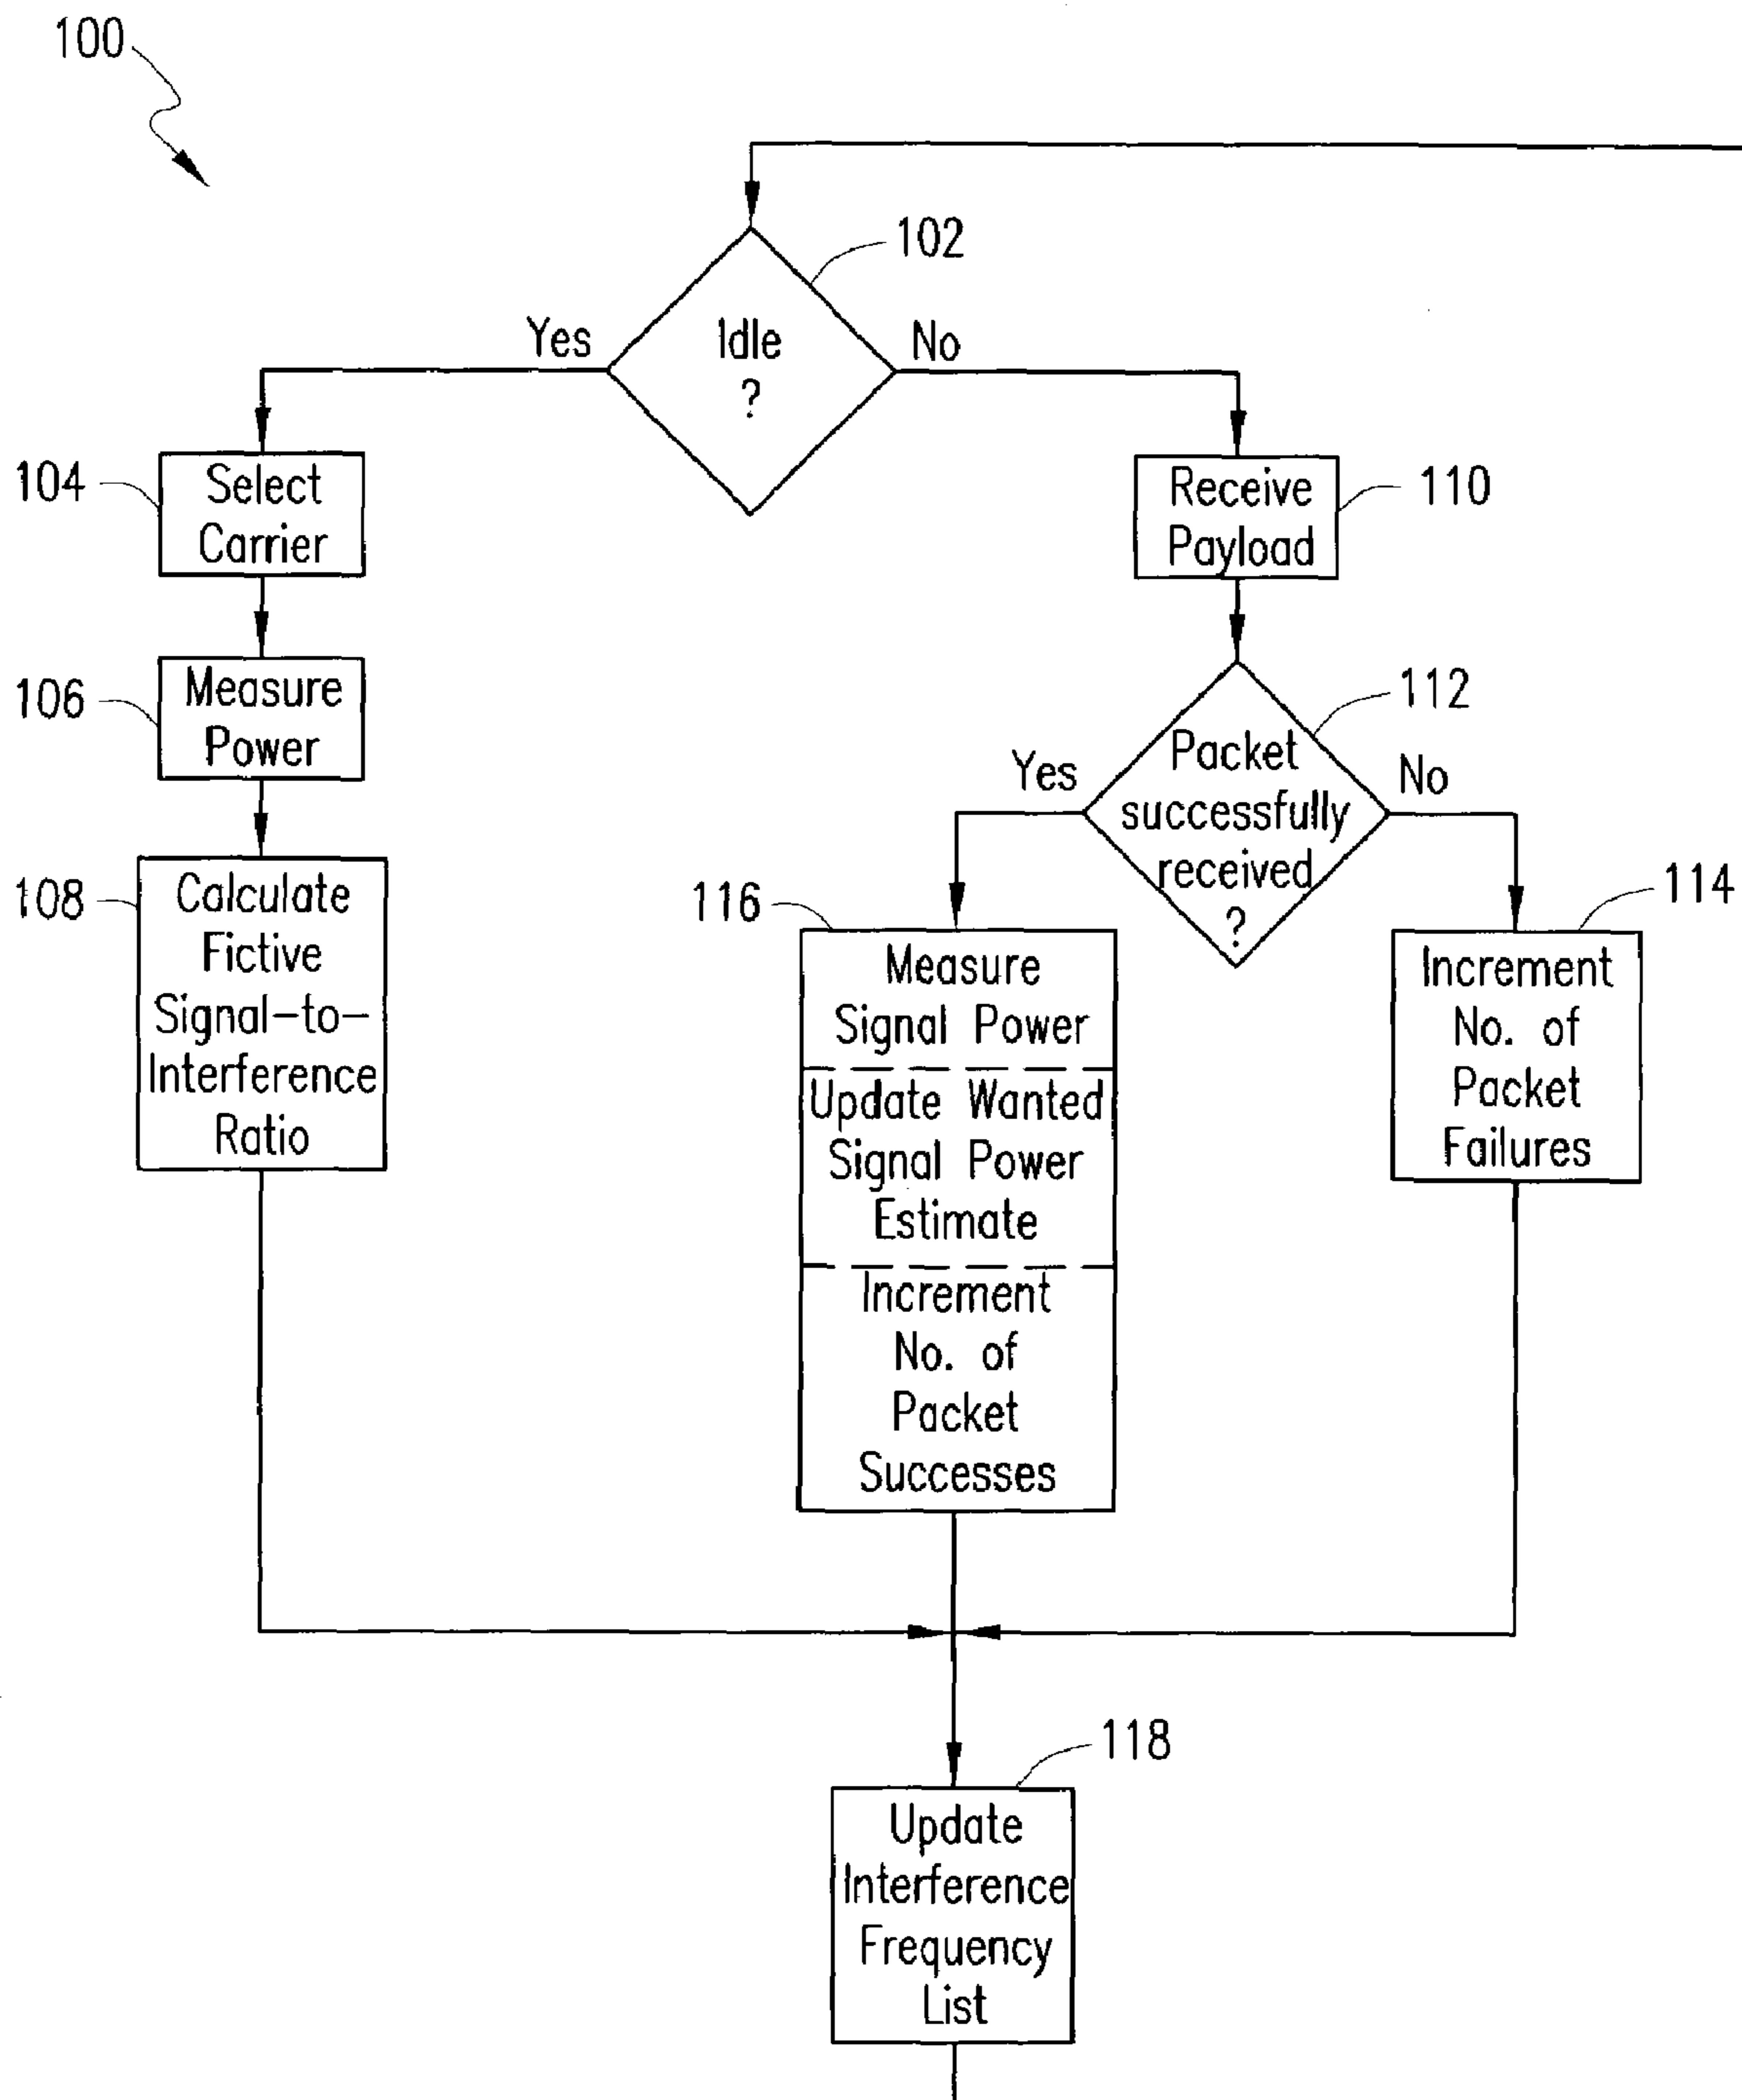 100
102
Idle
?
Yes
No
104
Select
Carrier
106
Measure
Power
108
Calculate
Fictive
Signal-to-
Interference
Ratio
Receive
Payload
110
112
Packet
successfully
received
?
Yes
No
116
Measure
Signal Power
Update Wanted
Signal Power
Estimate
Increment
No. of
Packet
Successes
114
Increment
No. of
Packet
Failures
118
Update
Interference
Frequency
List